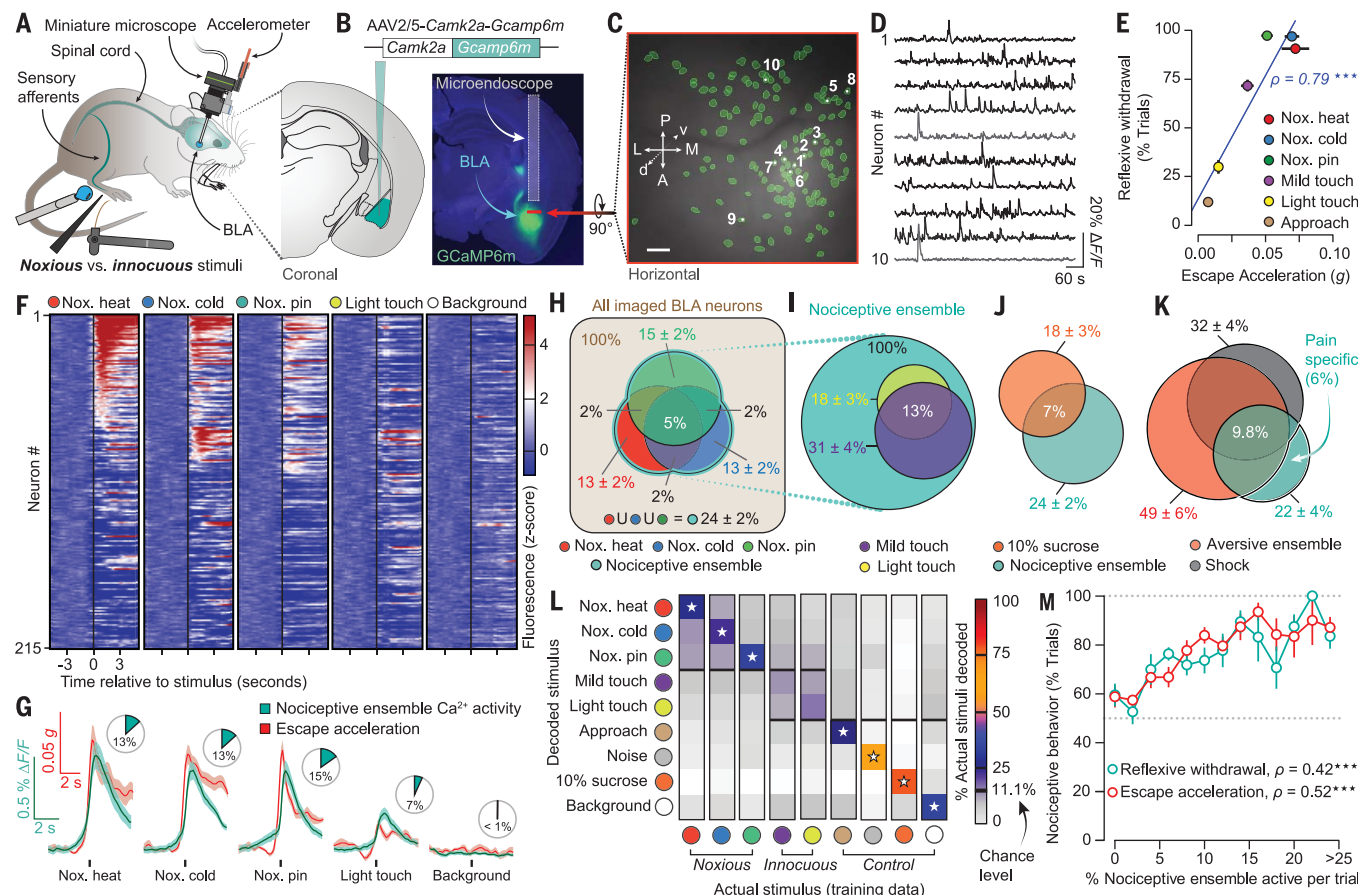 A
Miniature microscope
Accelerometer
Spinal cord
Sensory
afferents
BLA
Noxious vs. innocuous stimuli
B
AAV2/5-Camk2a-Gcamp6m
Camk2a Gcamp6m
Microendoscope
BLA
GCaMP6m
Coronal
90°
C
10
8
5
3
2
4
1
7
6
9
P
v
L
M
d
A
Horizontal
D
1
Neuron #
10
20% ΔF/F
60 s
E
Reflexive withdrawal
(% Trials)
100
75
50
25
0
ρ = 0.79 ***
Nox. heat
Nox. cold
Nox. pin
Mild touch
Light touch
Approach
0.00 0.05 0.10
Escape Acceleration (g)
F
Nox. heat Nox. cold Nox. pin Light touch Background
1
Neuron #
215
-3 0 3
Time relative to stimulus (seconds)
4
2
0
Fluorescence (z-score)
G
Nociceptive ensemble Ca2+ activity
Escape acceleration
0.05 g
2 s
0.5 % ΔF/F
2 s
13%
13%
15%
7%
< 1%
Nox. heat Nox. cold Nox. pin Light touch Background
H
All imaged BLA neurons
100%
15 ± 2%
2%
2%
5%
13 ± 2%
13 ± 2%
2%
U U = 24 ± 2%
Nox. heat Nox. cold Nox. pin
Nociceptive ensemble
I
Nociceptive ensemble
100%
18 ± 3%
13%
31 ± 4%
Mild touch
Light touch
J
18 ± 3%
7%
24 ± 2%
10% sucrose
Nociceptive ensemble
K
32 ± 4%
Pain
specific
(6%)
9.8%
49 ± 6%
22 ± 4%
Aversive ensemble
Shock
L
Decoded stimulus
Nox. heat
Nox. cold
Nox. pin
Mild touch
Light touch
Approach
Noise
10% sucrose
Background
Noxious Innocuous Control
Actual stimulus (training data)
% Actual stimuli decoded
100
75
50
25
11.1%
0
Chance
level
M
Nociceptive behavior (% Trials)
100
80
60
40
20
0
Reflexive withdrawal, ρ = 0.42***
Escape acceleration, ρ = 0.52***
0 5 10 15 20 >25
% Nociceptive ensemble active per trial